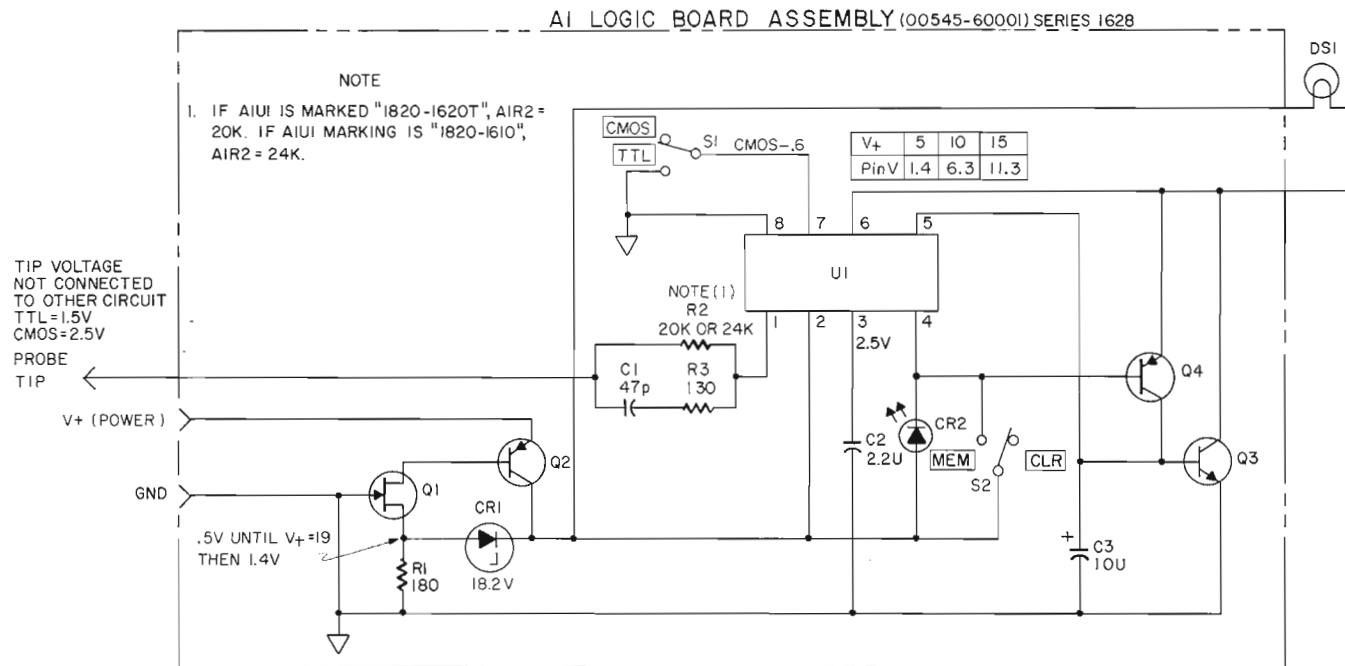 A1 LOGIC BOARD ASSEMBLY (00545-60001) SERIES 1628
DS1
NOTE
1. IF A1U1 IS MARKED "1820-1620T", A1R2 =
20K. IF A1U1 MARKING IS "1820-1610",
A1R2 = 24K.
CMOS
TTL
S1
CMOS-.6
V+ 5 10 15
Pin V 1.4 6.3 11.3
8 7 6 5
U1
1 2 3 4
TIP VOLTAGE
NOT CONNECTED
TO OTHER CIRCUIT
TTL=1.5V
CMOS=2.5V
PROBE
TIP
NOTE (1)
R2
20K OR 24K
C1
47p
R3
130
2.5V
Q4
V+ (POWER)
Q2
C2
2.2U
CR2
MEM
CLR
S2
Q3
GND
Q1
CR1
18.2V
.5V UNTIL V+=19
THEN 1.4V
R1
180
+
C3
10U